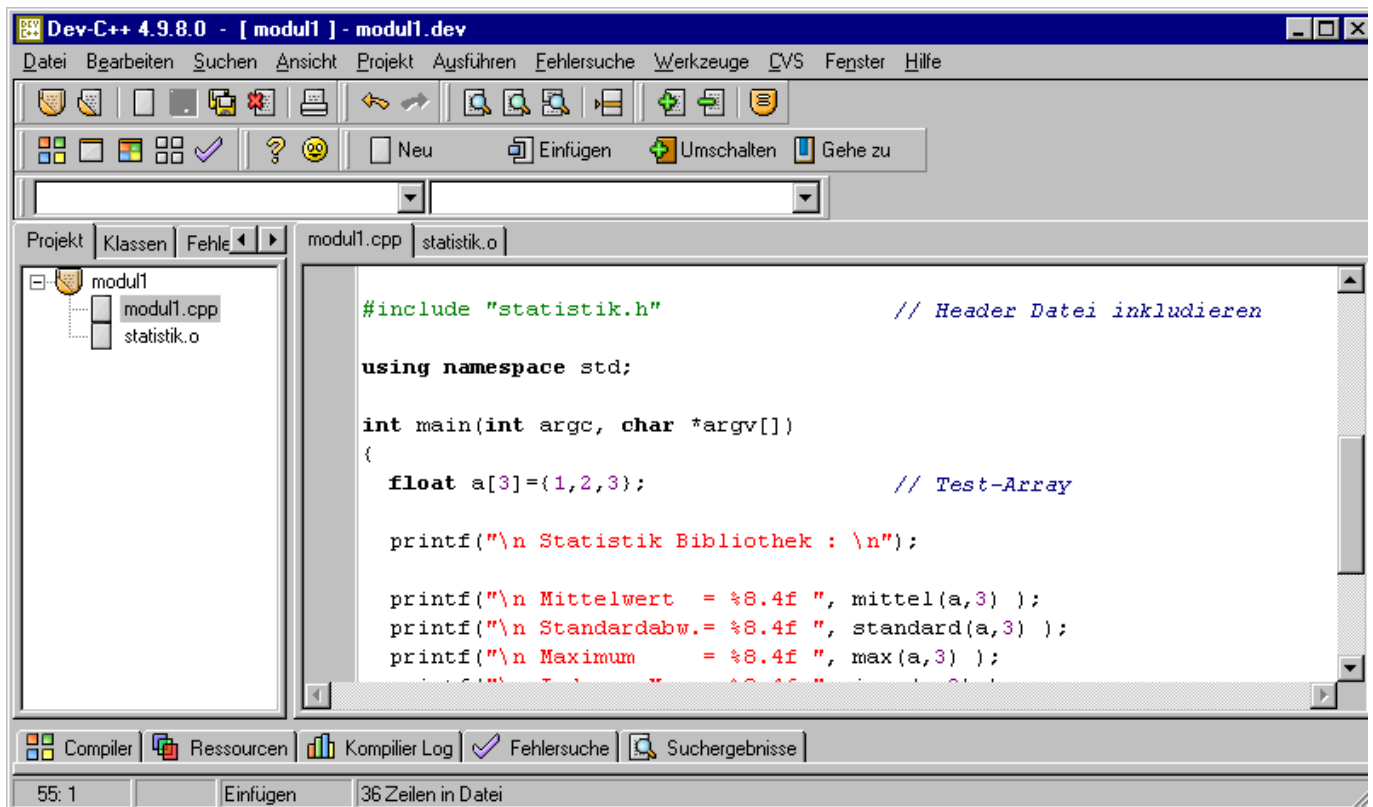 Dev-C++ 4.9.8.0 - [ modul1 ] - modul1.dev
Datei Bearbeiten Suchen Ansicht Projekt Ausführen Fehlersuche Werkzeuge CVS Fenster Hilfe
Neu Einfügen Umschalten Gehe zu
Projekt Klassen Fehle modul1.cpp statistik.o
modul1
modul1.cpp
statistik.o
#include "statistik.h" // Header Datei inkludieren
using namespace std;
int main(int argc, char *argv[])
{
float a[3]={1,2,3}; // Test-Array
printf("\n Statistik Bibliothek : \n");
printf("\n Mittelwert  = %8.4f ", mittel(a,3) );
printf("\n Standardabw.= %8.4f ", standard(a,3) );
printf("\n Maximum     = %8.4f ", max(a,3) );
Compiler Ressourcen Kompilier Log Fehlersuche Suchergebnisse
55: 1 Einfügen 36 Zeilen in Datei